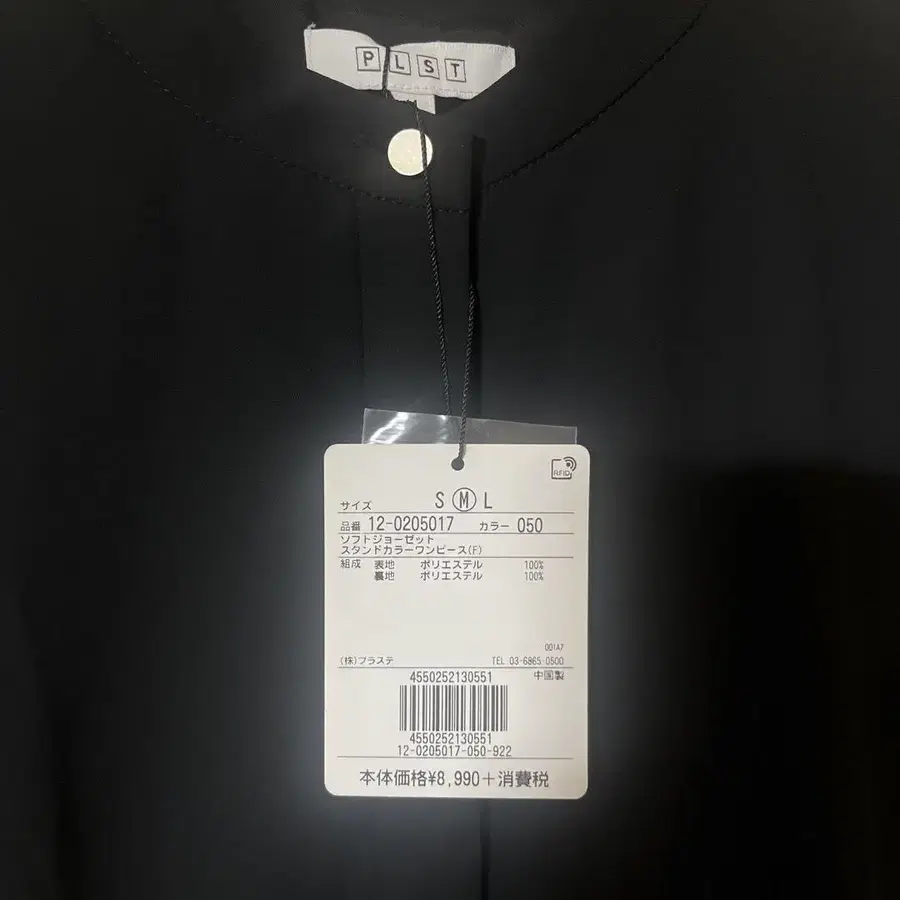 PLST
RFID
サイズ S M L
品番 12-0205017 カラー 050
ソフトジョーゼット
スタンドカラーワンピース(F)
組成 表地 ポリエステル 100%
裏地 ポリエステル 100%
001A7
(株)プラステ TEL.03-6865-0500
4550252130551 中国製
4550252130551
12-0205017-050-922
本体価格¥8,990+消費税